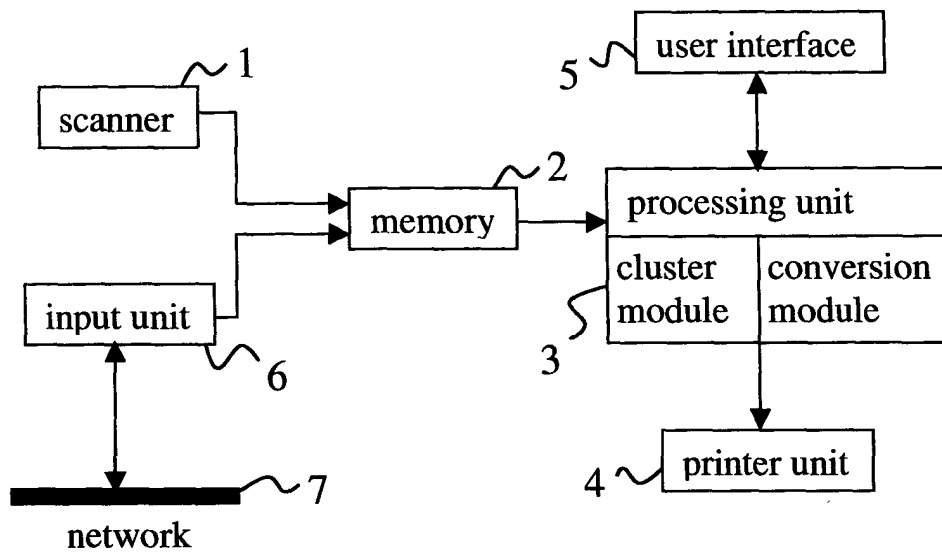 1
scanner
5
user interface
2
memory
processing unit
cluster
module
conversion
module
3
input unit
6
7
network
4
printer unit